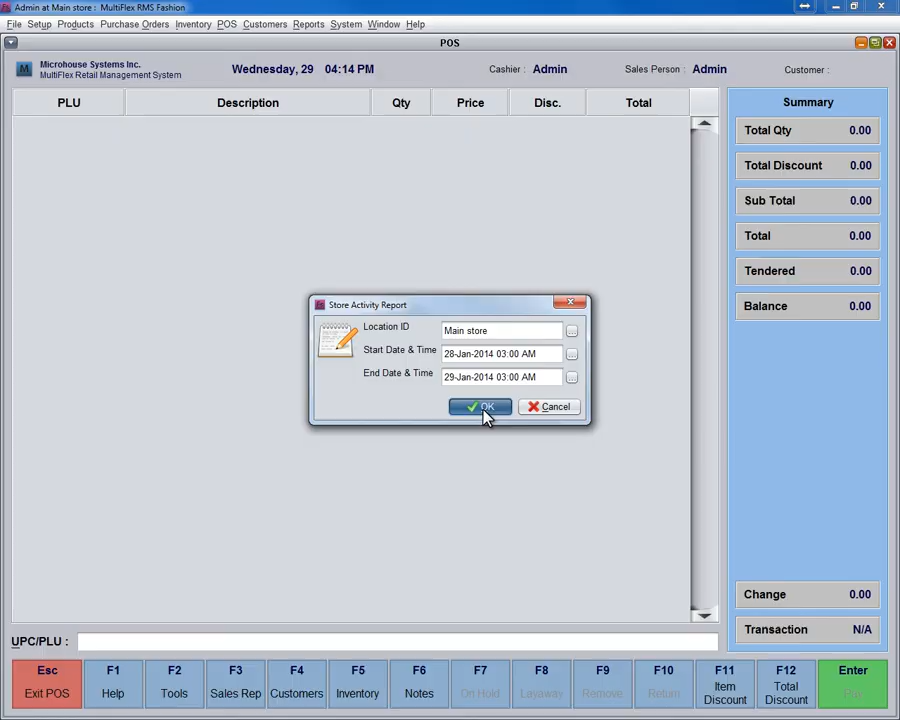 Admin at Main store : MultiFlex RMS Fashion
File Setup Products Purchase Orders Inventory POS Customers Reports System Window Help
POS
Microhouse Systems Inc.
MultiFlex Retail Management System
Wednesday, 29 04:14 PM
Cashier : Admin
Sales Person : Admin
Customer :
PLU Description Qty Price Disc. Total
Summary
Total Qty 0.00
Total Discount 0.00
Sub Total 0.00
Total 0.00
Tendered 0.00
Balance 0.00
Store Activity Report
Location ID Main store
Start Date & Time 28-Jan-2014 03:00 AM
End Date & Time 29-Jan-2014 03:00 AM
OK Cancel
Change 0.00
Transaction N/A
UPC/PLU :
Esc F1 F2 F3 F4 F5 F6 F7 F8 F9 F10 F11 F12 Enter
Exit POS Help Tools Sales Rep Customers Inventory Notes On Hold Layaway Remove Return Item Discount Total Discount Pay